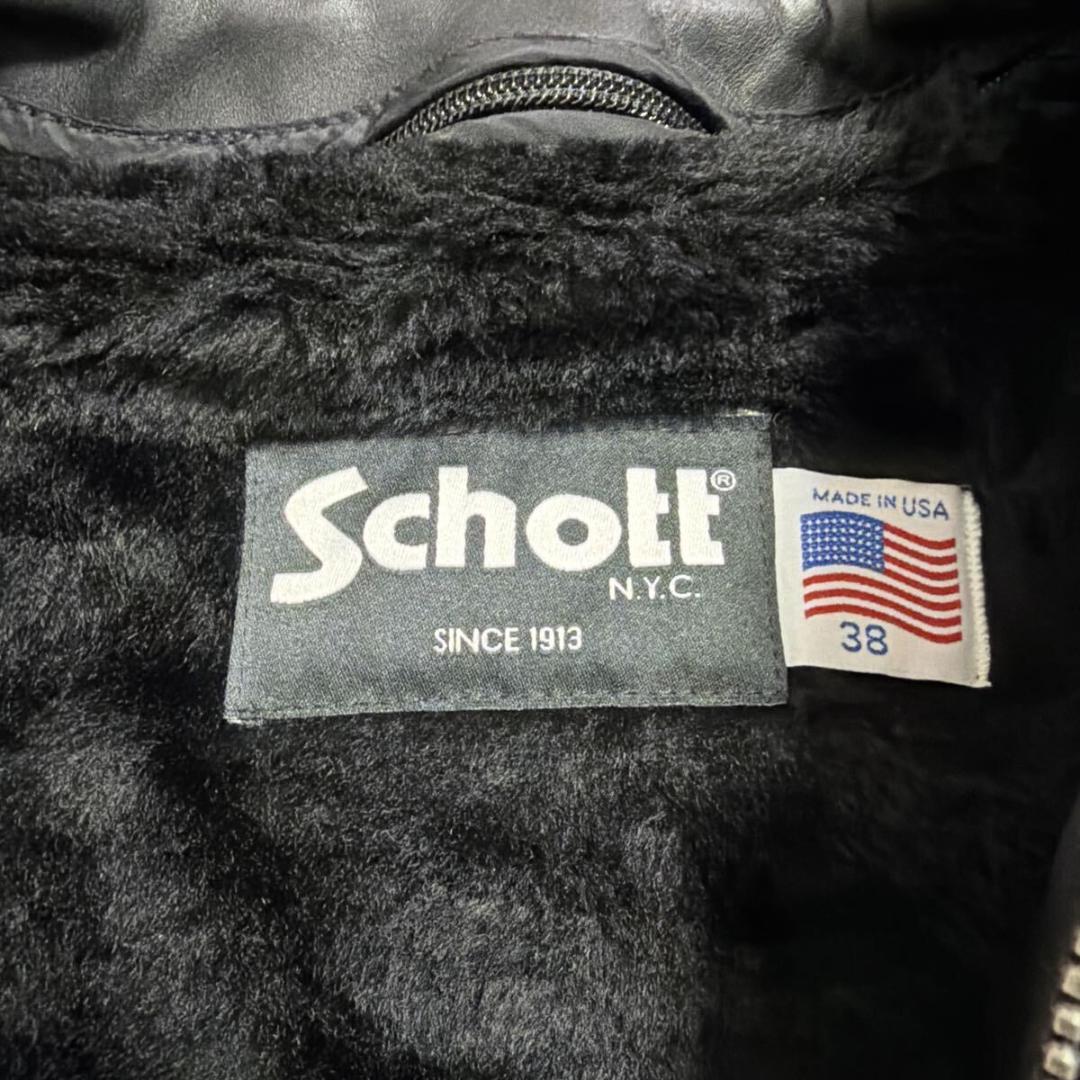 Schott®
N.Y.C.
SINCE 1913
MADE IN USA
38